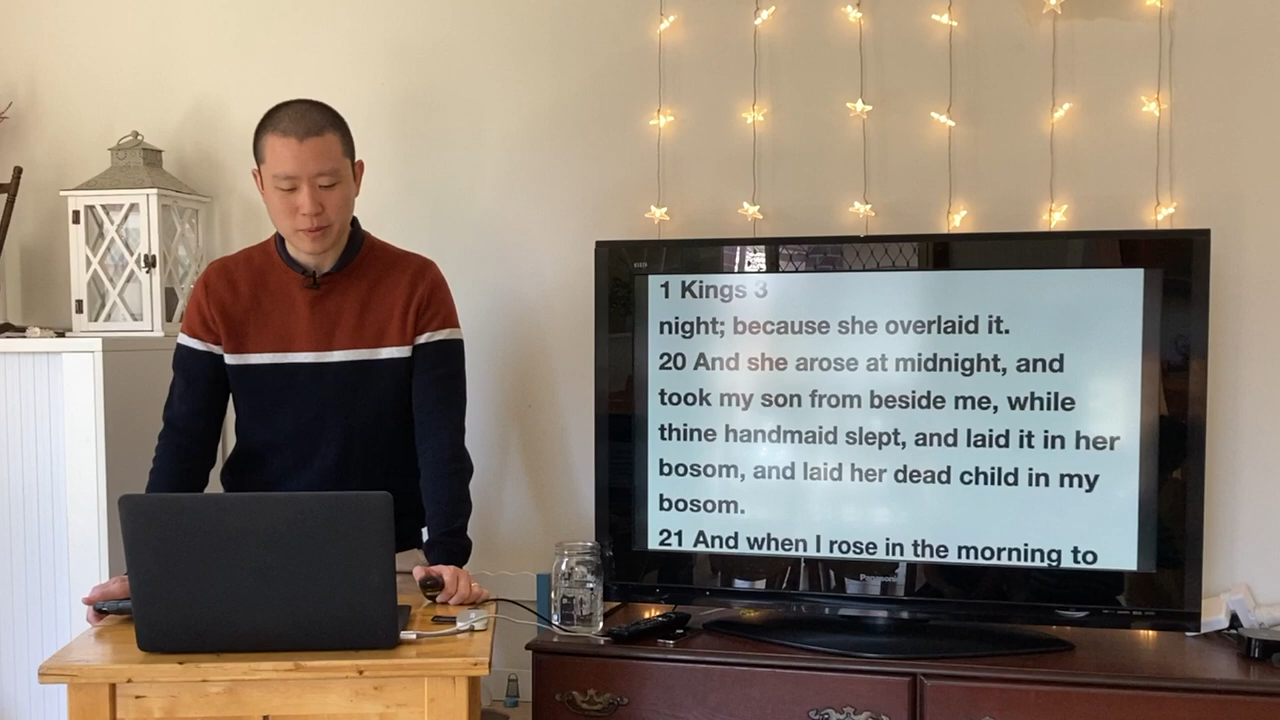 1 Kings 3
night; because she overlaid it.
20 And she arose at midnight, and
took my son from beside me, while
thine handmaid slept, and laid it in her
bosom, and laid her dead child in my
bosom.
21 And when I rose in the morning to
Panasonic